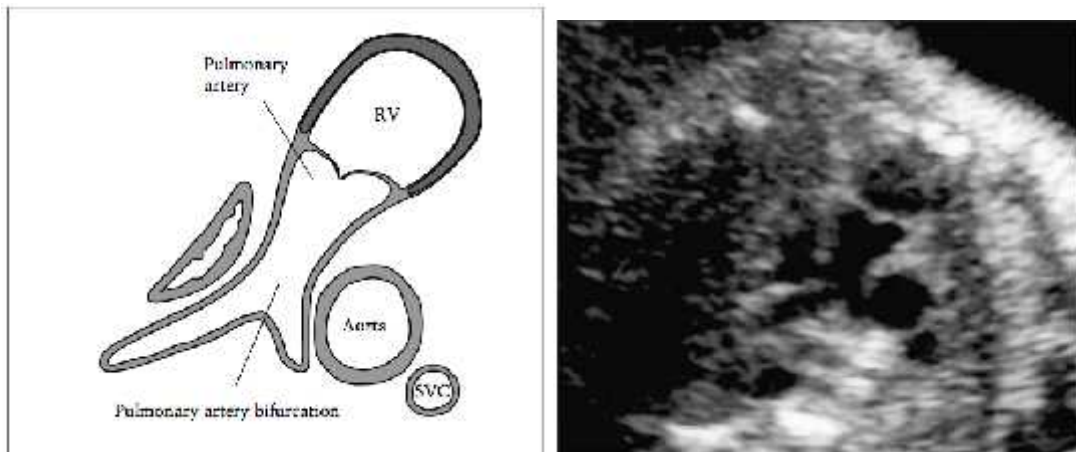 Pulmonary
artery
RV
Aorta
SVC
Pulmonary artery bifurcation